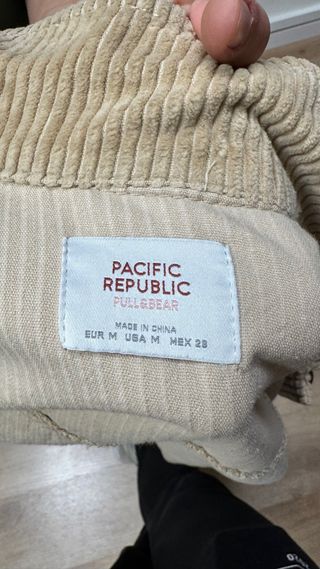 PACIFIC
REPUBLIC
PULL&BEAR
MADE IN CHINA
EUR M USA M MEX 28